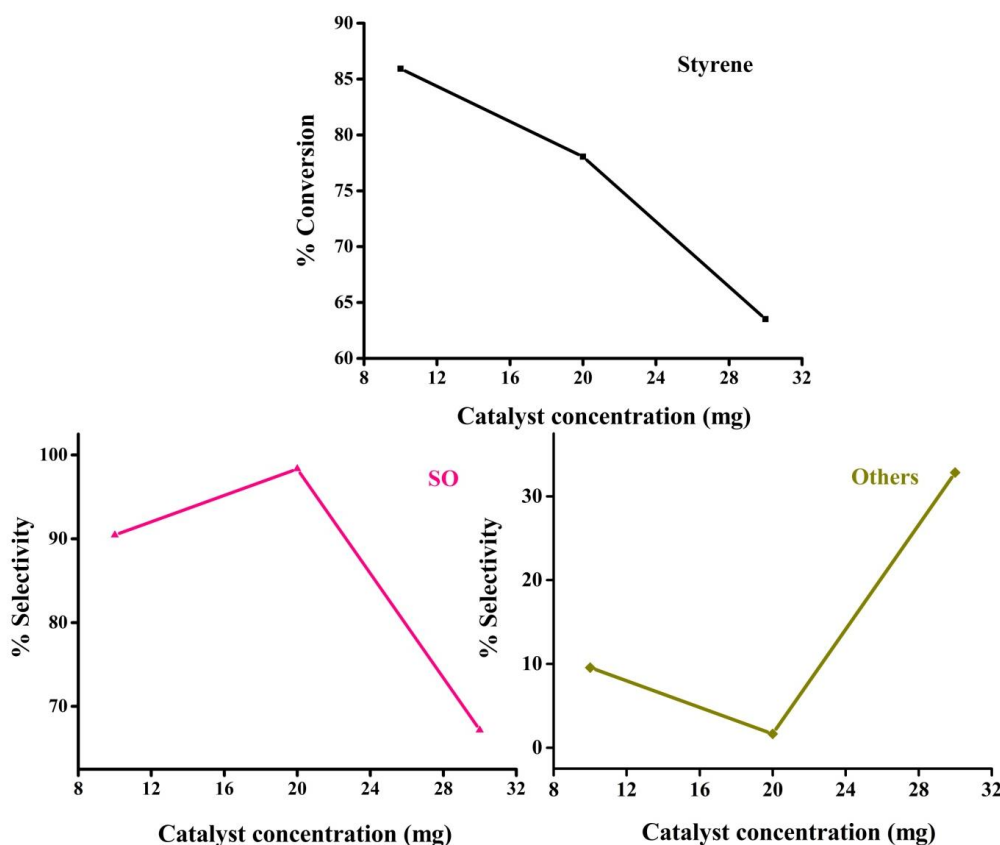 90
85
80
75
70
65
60
% Conversion
Styrene
8 12 16 20 24 28 32
Catalyst concentration (mg)
100
90
80
70
% Selectivity
SO
8 12 16 20 24 28 32
Catalyst concentration (mg)
30
20
10
0
% Selectivity
Others
8 12 16 20 24 28 32
Catalyst concentration (mg)